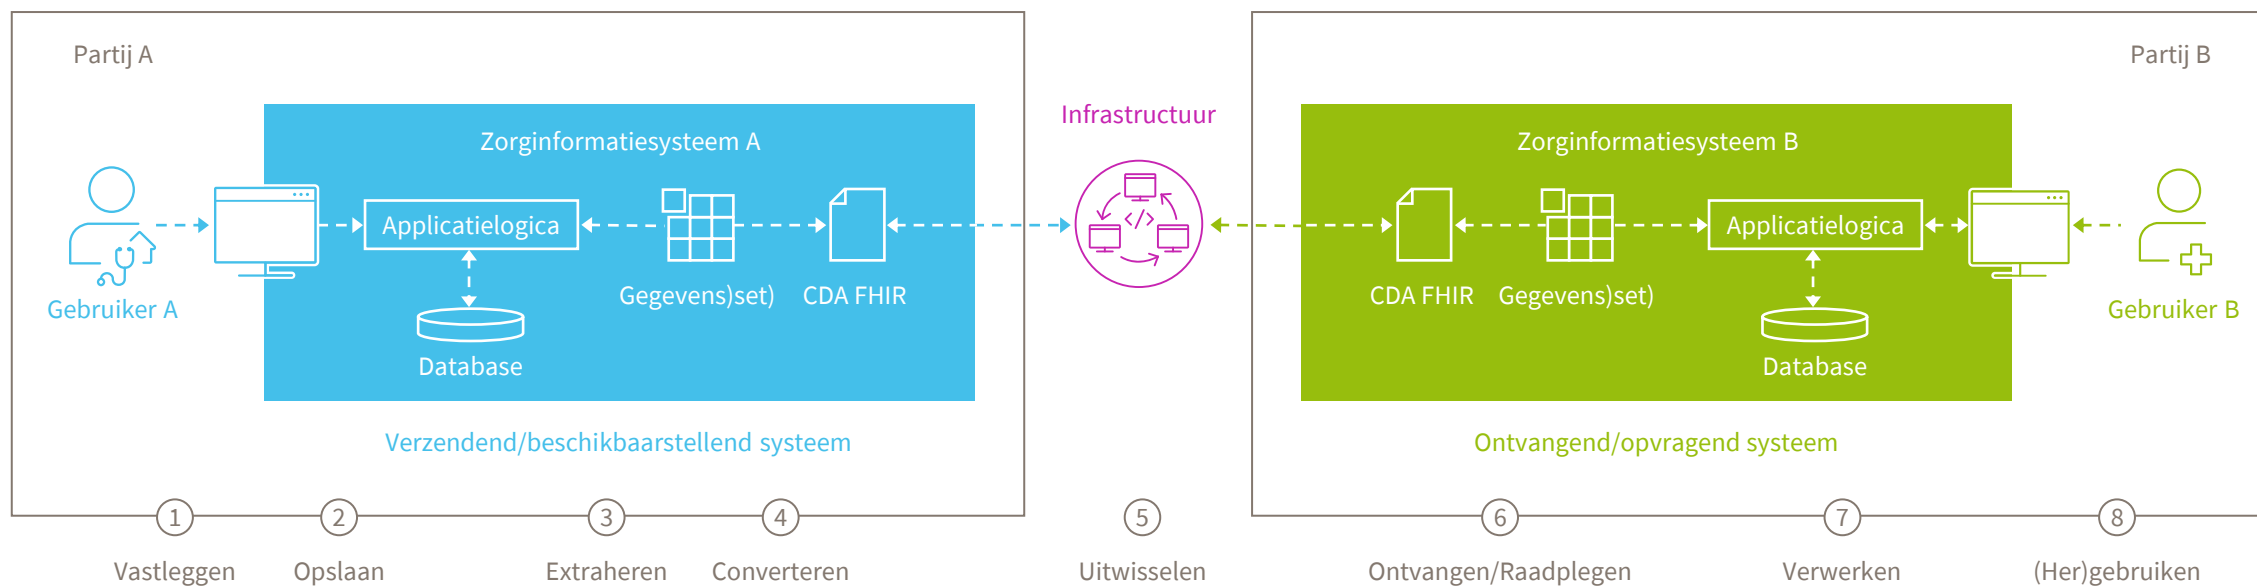 Partij A
Partij B
Infrastructuur
Zorginformatiesysteem A
Zorginformatiesysteem B
Applicatielogica
Applicatielogica
</>
Gegevens)set)
CDA FHIR
CDA FHIR
Gegevens)set)
Gebruiker A
Gebruiker B
Database
Database
Verzendend/beschikbaarstellend systeem
Ontvangend/opvragend systeem
1
2
3
4
5
6
7
8
Vastleggen
Opslaan
Extraheren
Converteren
Uitwisselen
Ontvangen/Raadplegen
Verwerken
(Her)gebruiken